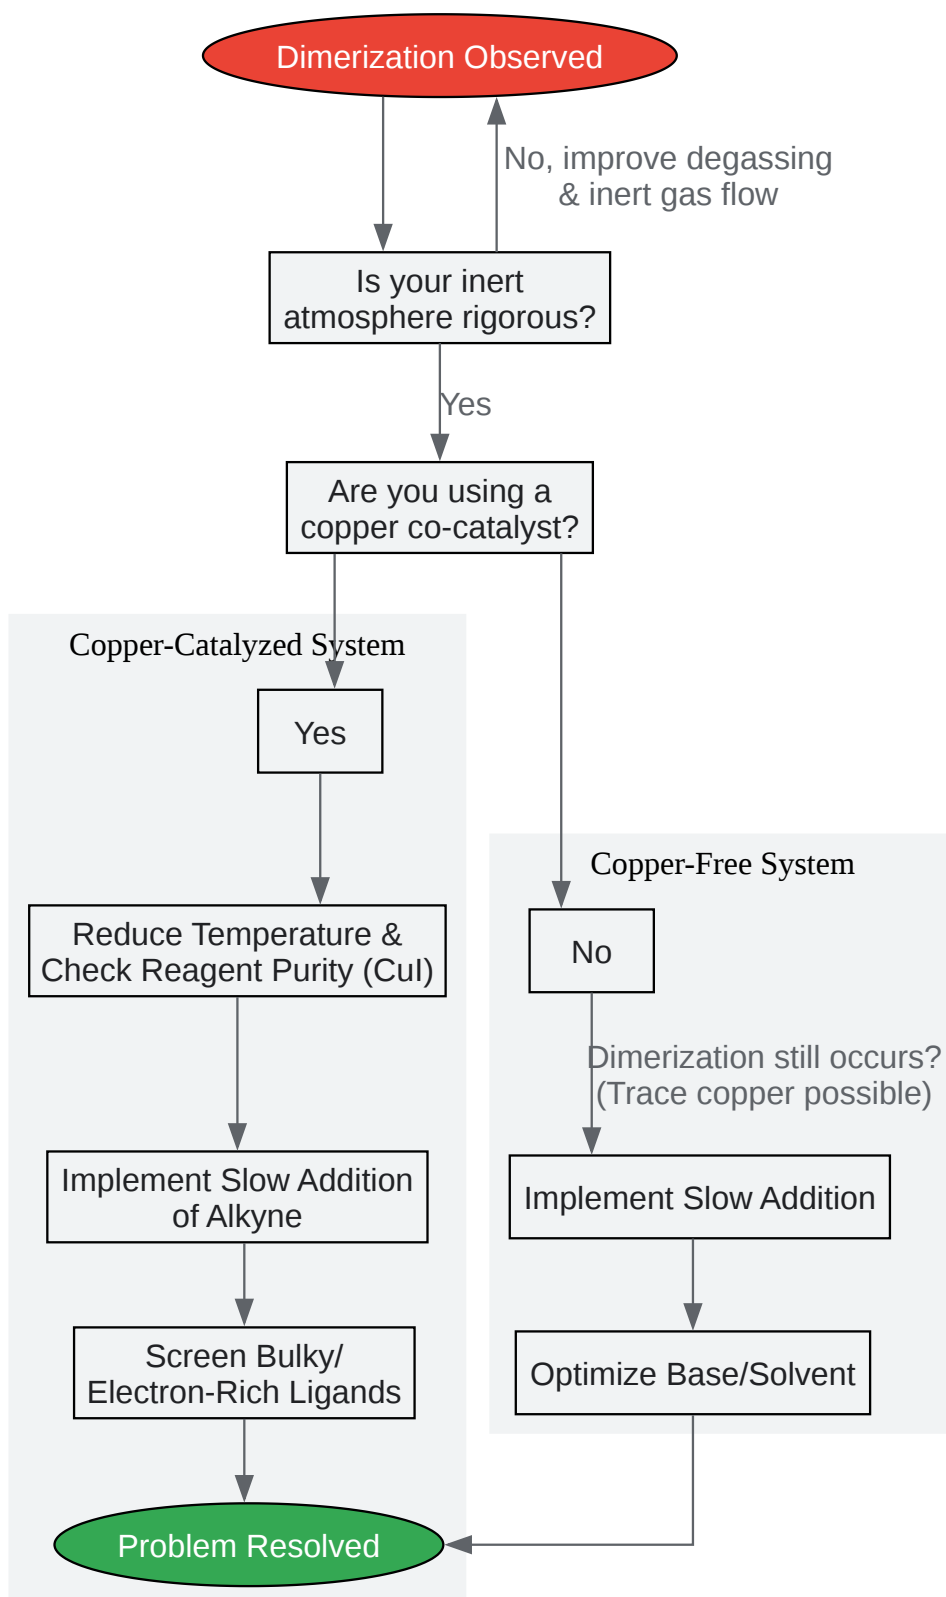 Dimerization Observed
No, improve degassing
& inert gas flow
Is your inert
atmosphere rigorous?
Yes
Are you using a
copper co-catalyst?
Copper-Catalyzed System
Yes
Reduce Temperature &
Check Reagent Purity (CuI)
Implement Slow Addition
of Alkyne
Screen Bulky/
Electron-Rich Ligands
Copper-Free System
No
Dimerization still occurs?
(Trace copper possible)
Implement Slow Addition
Optimize Base/Solvent
Problem Resolved